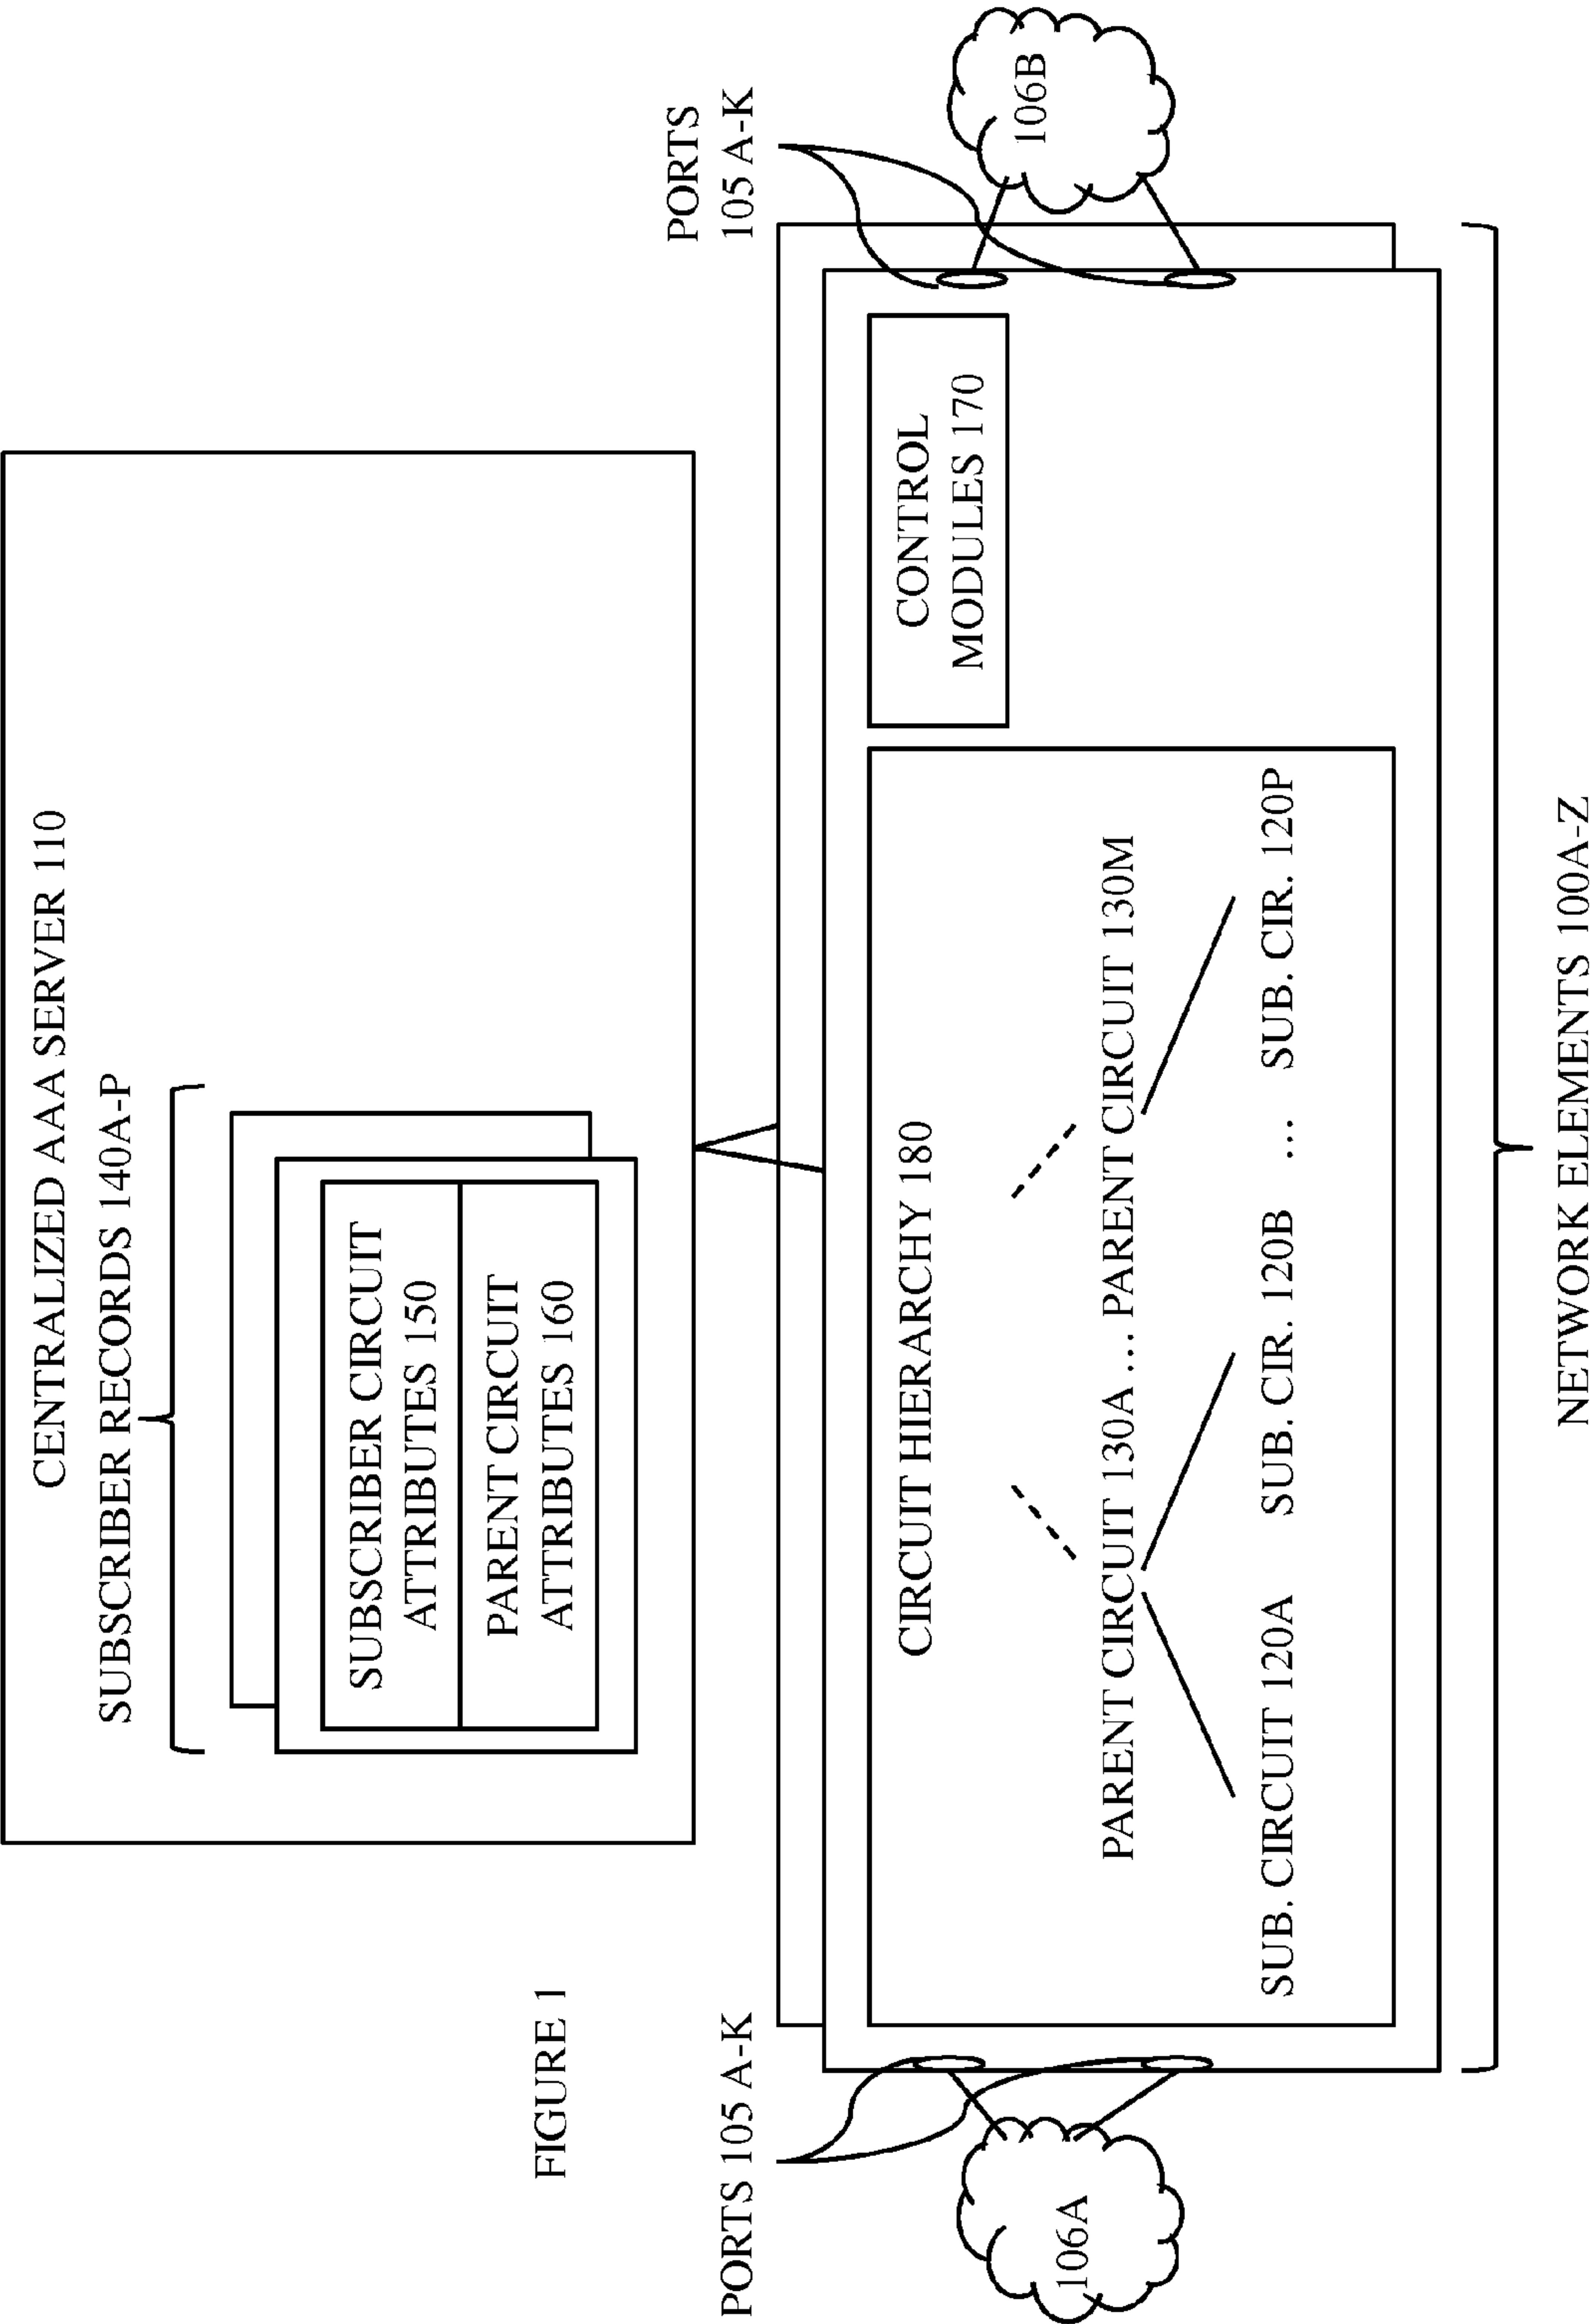 CENTRALIZED AAA SERVER 110
SUBSCRIBER RECORDS 140A-P
SUBSCRIBER CIRCUIT
ATTRIBUTES 150
PARENT CIRCUIT
ATTRIBUTES 160
FIGURE 1
PORTS 105 A-K
PORTS
105 A-K
106A
106B
CIRCUIT HIERARCHY 180
CONTROL
MODULES 170
PARENT CIRCUIT 130A ... PARENT CIRCUIT 130M
SUB. CIRCUIT 120A SUB. CIR. 120B ... SUB. CIR. 120P
NETWORK ELEMENTS 100A-Z